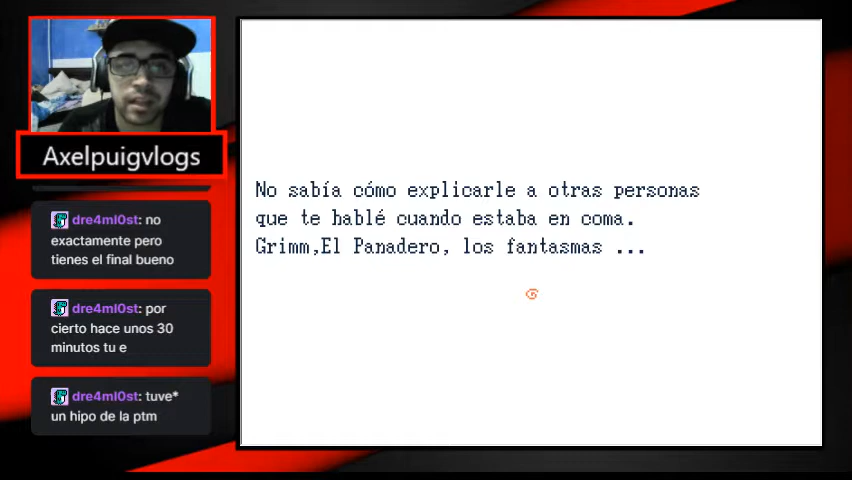 Axelpuigvlogs
dre4ml0st: no
exactamente pero
tienes el final bueno
dre4ml0st: por
cierto hace unos 30
minutos tu e
dre4ml0st: tuve*
un hipo de la ptm
No sabía cómo explicarle a otras personas
que te hablé cuando estaba en coma.
Grimm,El Panadero, los fantasmas ...